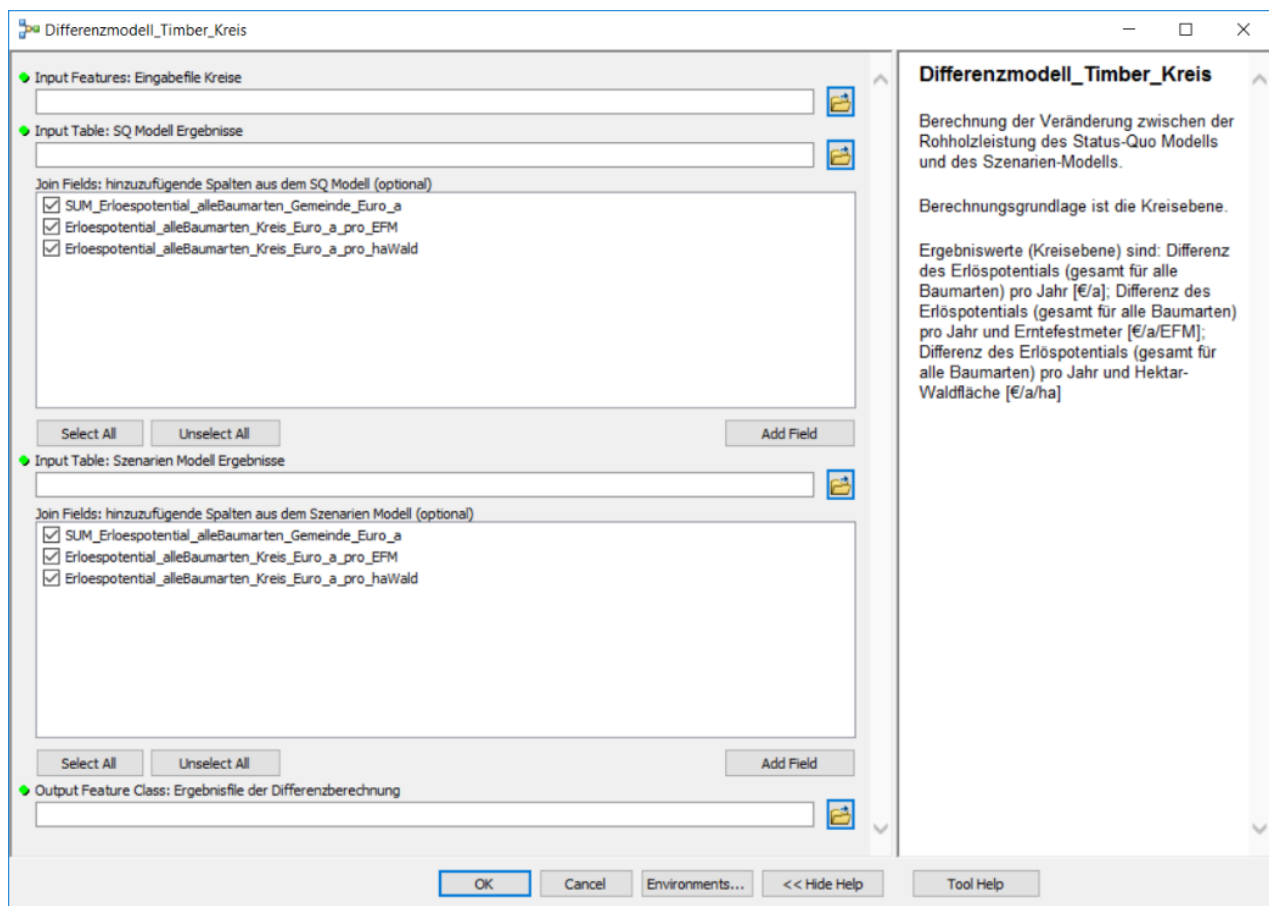 Differenzmodell_Timber_Kreis
Input Features: Eingabefile Kreise
Input Table: SQ Modell Ergebnisse
Join Fields: hinzuzufügende Spalten aus dem SQ Modell (optional)
SUM_Erloespotential_alleBaumarten_Gemeinde_Euro_a
Erloespotential_alleBaumarten_Kreis_Euro_a_pro_EFM
Erloespotential_alleBaumarten_Kreis_Euro_a_pro_haWald
Select All Unselect All Add Field
Input Table: Szenarien Modell Ergebnisse
Join Fields: hinzuzufügende Spalten aus dem Szenarien Modell (optional)
SUM_Erloespotential_alleBaumarten_Gemeinde_Euro_a
Erloespotential_alleBaumarten_Kreis_Euro_a_pro_EFM
Erloespotential_alleBaumarten_Kreis_Euro_a_pro_haWald
Select All Unselect All Add Field
Output Feature Class: Ergebnisfile der Differenzberechnung
Differenzmodell_Timber_Kreis
Berechnung der Veränderung zwischen der
Rohholzleistung des Status-Quo Modells
und des Szenarien-Modells.
Berechnungsgrundlage ist die Kreisebene.
Ergebniswerte (Kreisebene) sind: Differenz
des Erlöspotentials (gesamt für alle
Baumarten) pro Jahr [€/a]; Differenz des
Erlöspotentials (gesamt für alle Baumarten)
pro Jahr und Erntefestmeter [€/a/EFM];
Differenz des Erlöspotentials (gesamt für
alle Baumarten) pro Jahr und Hektar-
Waldfläche [€/a/ha]
OK Cancel Environments... << Hide Help Tool Help